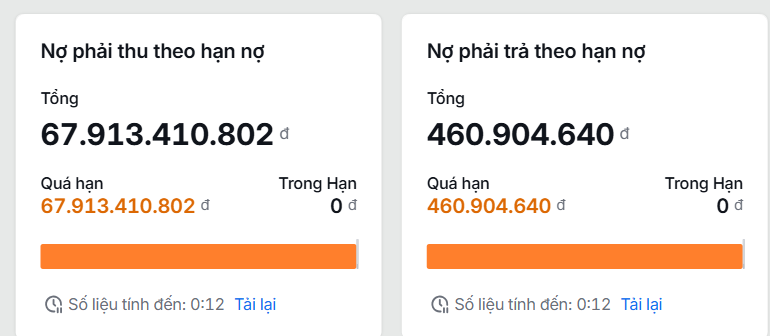 Nợ phải thu theo hạn nợ
Tổng
67.913.410.802 đ
Quá hạn Trong Hạn
67.913.410.802 đ 0 đ
Số liệu tính đến: 0:12 Tải lại
Nợ phải trả theo hạn nợ
Tổng
460.904.640 đ
Quá hạn Trong Hạn
460.904.640 đ 0 đ
Số liệu tính đến: 0:12 Tải lại